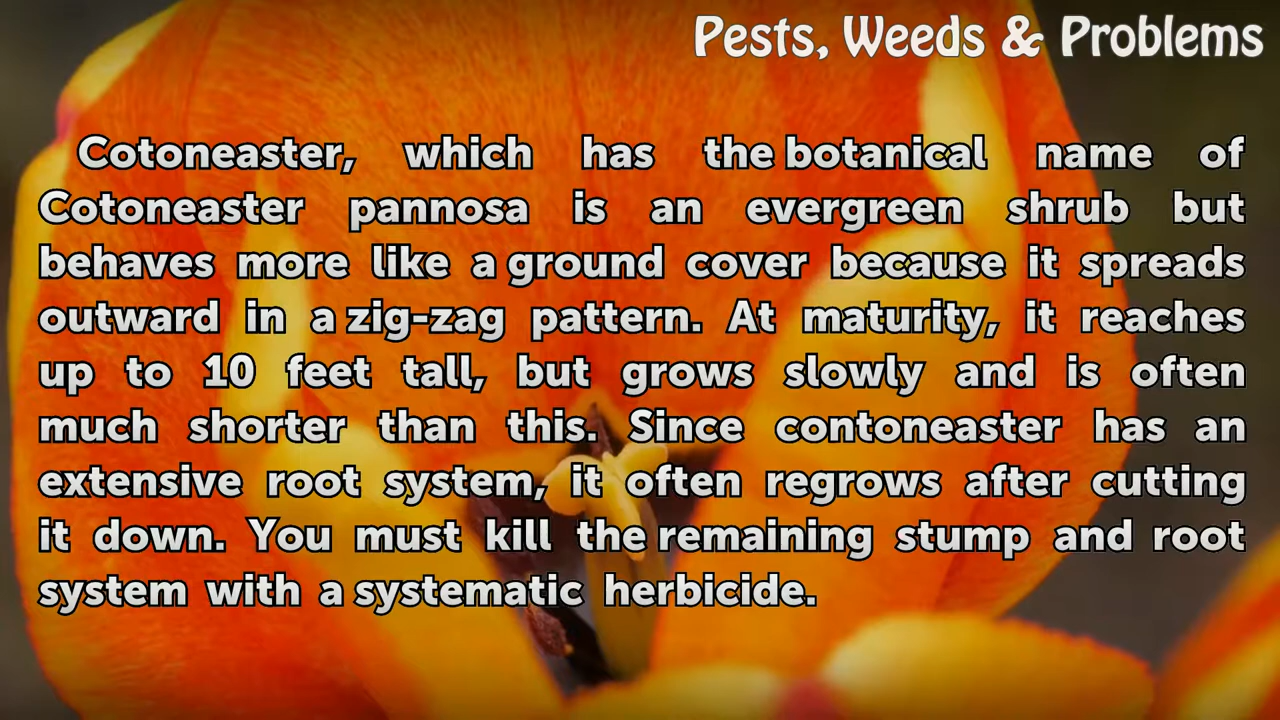 Pests, Weeds & Problems
Cotoneaster, which has the botanical name of
Cotoneaster pannosa is an evergreen shrub but
behaves more like a ground cover because it spreads
outward in a zig-zag pattern. At maturity, it reaches
up to 10 feet tall, but grows slowly and is often
much shorter than this. Since contoneaster has an
extensive root system, it often regrows after cutting
it down. You must kill the remaining stump and root
system with a systematic herbicide.